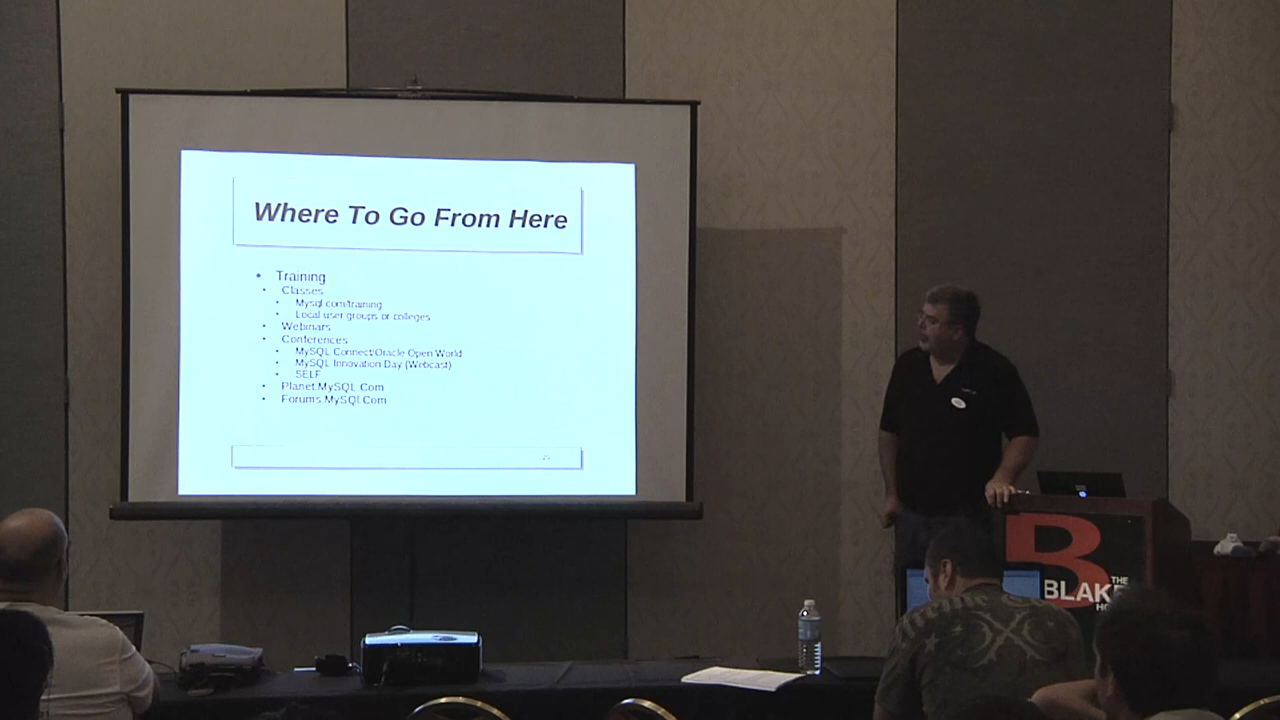 Where To Go From Here
Training
Classes
Mysql.com/training
Local user groups or colleges
Webinars
Conferences
MySQL Connect/Oracle Open World
MySQL Innovation Day (Webcast)
SELF
Planet.MySQL.Com
Forums.MySQl.Com
B
THE
BLAKE